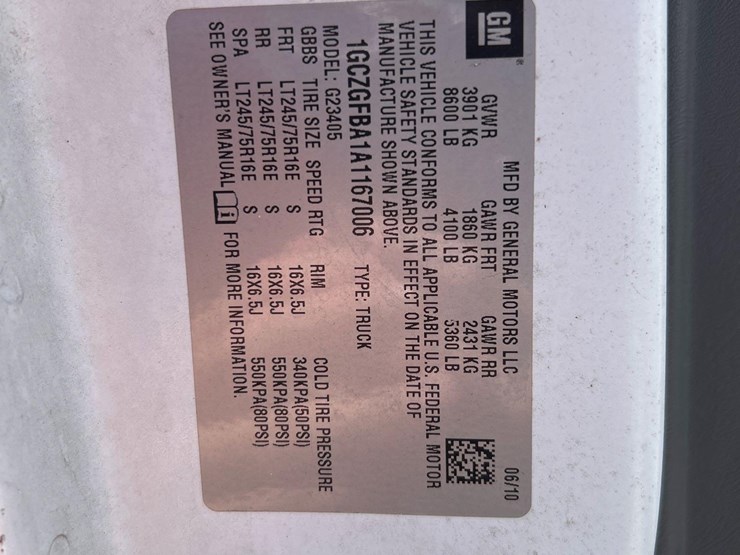 GM
MFD BY GENERAL MOTORS LLC 06/10
GVWR GAWR FRT GAWR RR
3901 KG 1860 KG 2431 KG
8600 LB 4100 LB 5360 LB
THIS VEHICLE CONFORMS TO ALL APPLICABLE U.S. FEDERAL MOTOR
VEHICLE SAFETY STANDARDS IN EFFECT ON THE DATE OF
MANUFACTURE SHOWN ABOVE.
1GCZGFBA1A1167006 TYPE: TRUCK
MODEL: G23405
GBBS TIRE SIZE SPEED RTG RIM COLD TIRE PRESSURE
FRT LT245/75R16E S 16X6.5J 340KPA(50PSI)
RR LT245/75R16E S 16X6.5J 550KPA(80PSI)
SPA LT245/75R16E S 16X6.5J 550KPA(80PSI)
SEE OWNER'S MANUAL FOR MORE INFORMATION.